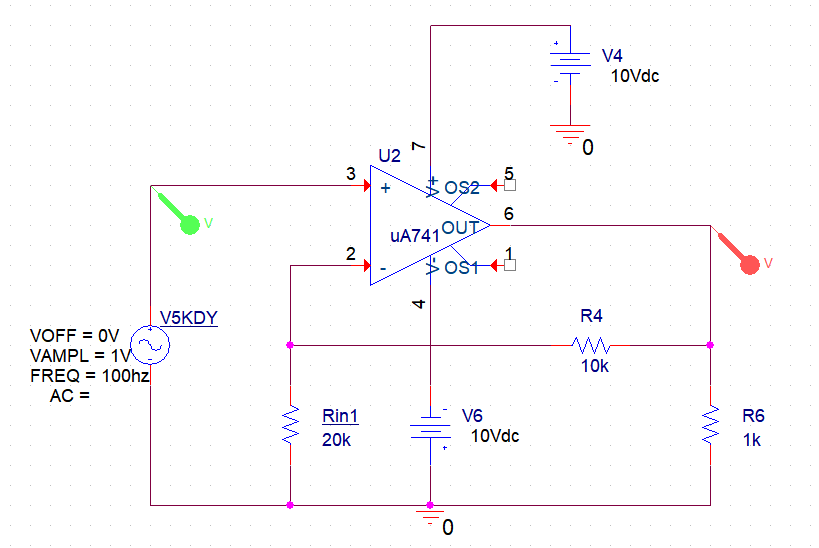 V4
10Vdc
0
7
U2
3
5
+
V+
OS2
V
6
OUT
uA741
V
2
1
-
V-
OS1
4
V5KDY
R4
VOFF = 0V
VAMPL = 1V
FREQ = 100hz
AC =
10k
Rin1
20k
V6
10Vdc
R6
1k
0